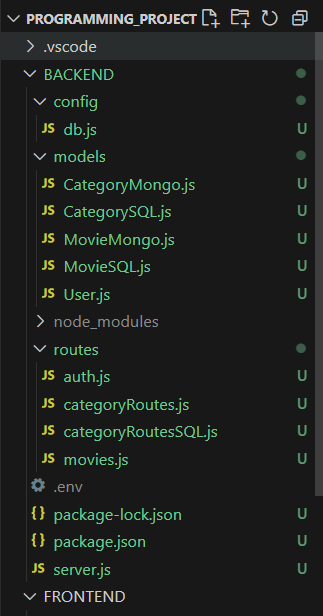 PROGRAMMING_PROJECT
.vscode
BACKEND
config
JS db.js U
models
JS CategoryMongo.js U
JS CategorySQL.js U
JS MovieMongo.js U
JS MovieSQL.js U
JS User.js U
node_modules
routes
JS auth.js U
JS categoryRoutes.js U
JS categoryRoutesSQL.js U
JS movies.js U
.env
{} package-lock.json U
{} package.json U
JS server.js U
FRONTEND